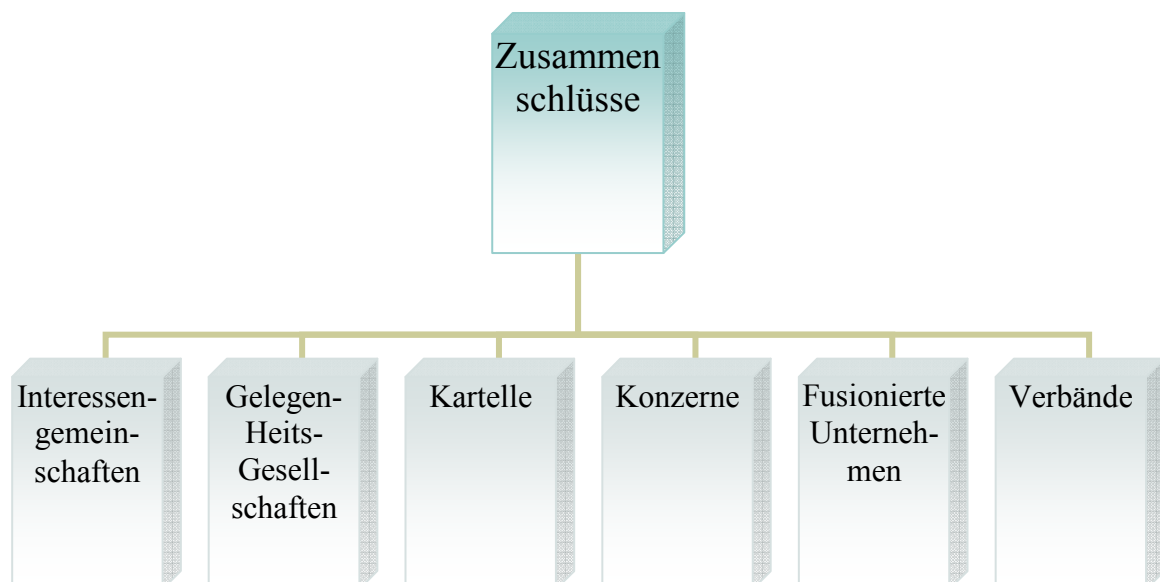 Zusammen
schlüsse
Interessen-
gemein-
schaften
Gelegen-
Heits-
Gesell-
schaften
Kartelle
Konzerne
Fusionierte
Unterneh-
men
Verbände